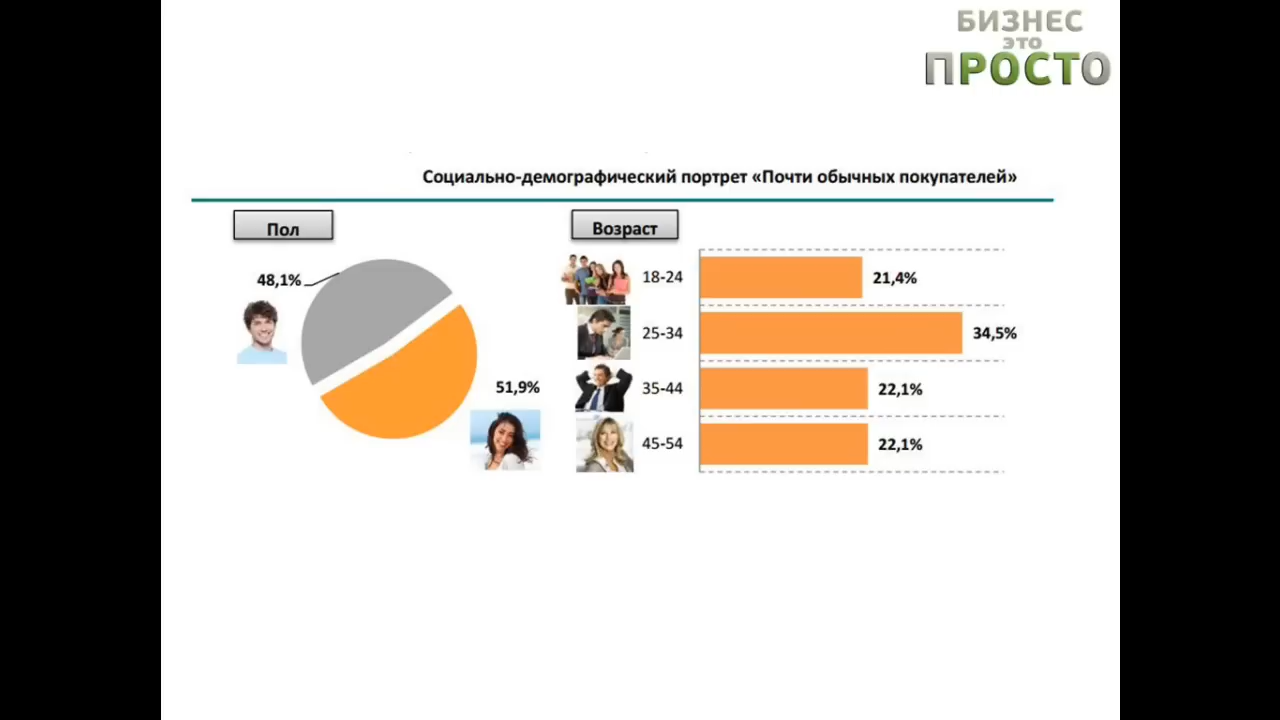 БИЗНЕС
это
ПРОСТО
Социально-демографический портрет «Почти обычных покупателей»
Пол
Возраст
48,1%
51,9%
18-24
21,4%
25-34
34,5%
35-44
22,1%
45-54
22,1%